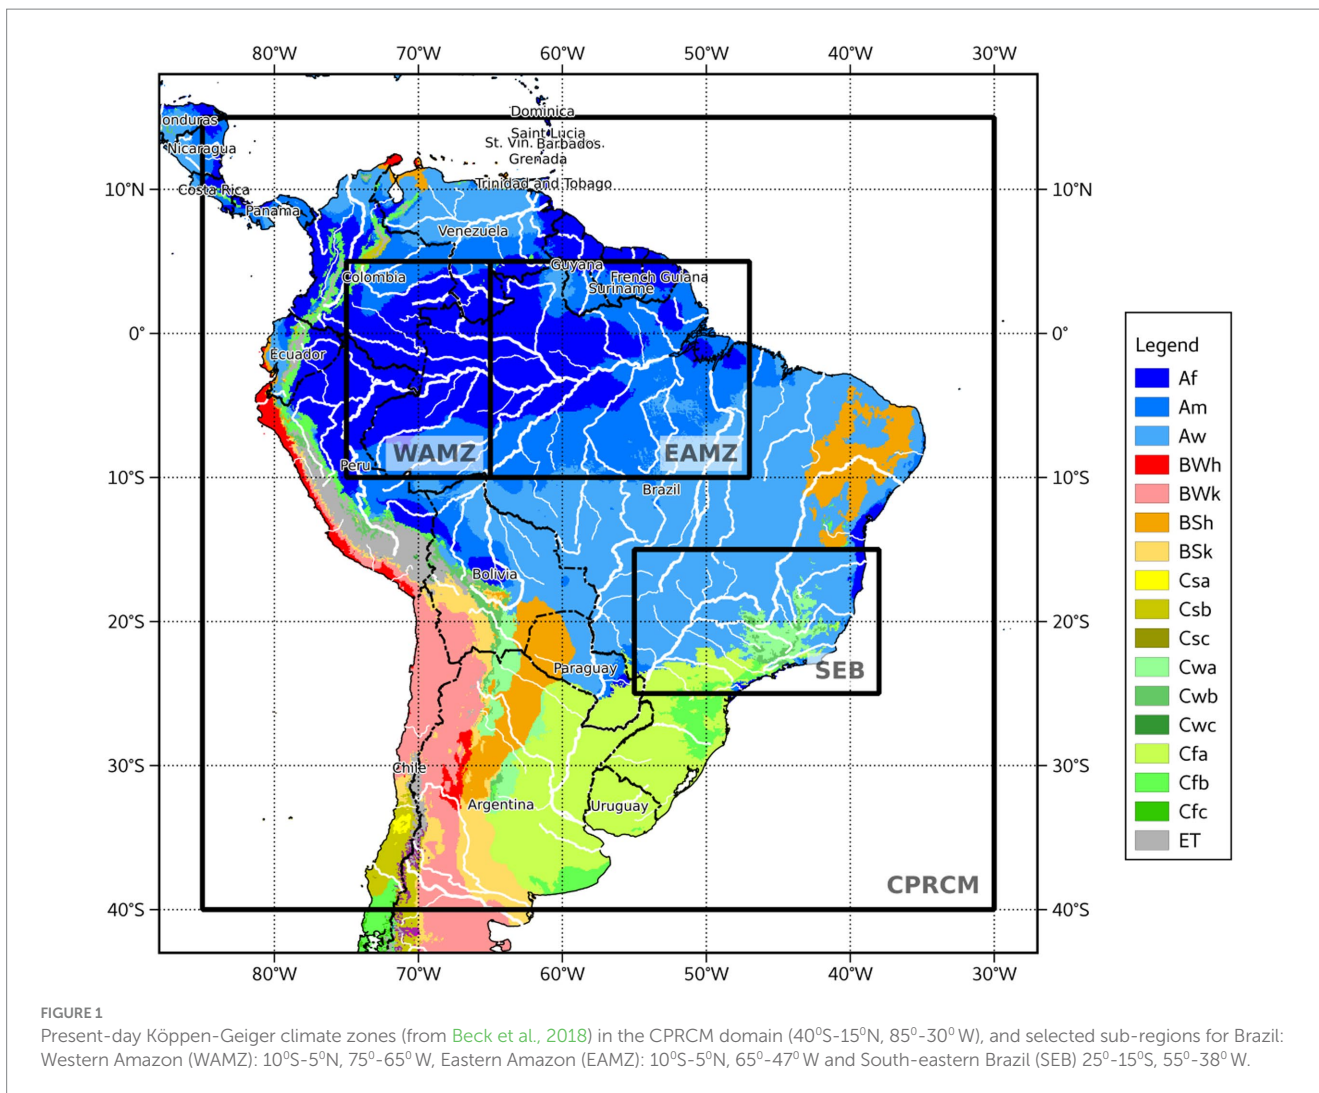 80°W 70°W 60°W 50°W 40°W 30°W
Dominica
onduras
Saint Lucia
St. Vin. Barbados.
Nicaragua
Grenada
Trinidad and Tobago
10°N Costa Rica 10°N
Panama
Venezuela
Guyana
Colombia French Guiana
Suriname
0° 0°
Ecuador
WAMZ EAMZ
Peru
10°S 10°S
Brazil
Bolivia
20°S 20°S
Paraguay SEB
30°S Chile 30°S
Argentina Uruguay
CPRCM
40°S 40°S
80°W 70°W 60°W 50°W 40°W 30°W
Legend
Af
Am
Aw
BWh
BWk
BSh
BSk
Csa
Csb
Csc
Cwa
Cwb
Cwc
Cfa
Cfb
Cfc
ET
FIGURE 1
Present-day Köppen-Geiger climate zones (from Beck et al., 2018) in the CPRCM domain (40⁰S-15⁰N, 85⁰-30⁰ W), and selected sub-regions for Brazil:
Western Amazon (WAMZ): 10⁰S-5⁰N, 75⁰-65⁰ W, Eastern Amazon (EAMZ): 10⁰S-5⁰N, 65⁰-47⁰ W and South-eastern Brazil (SEB) 25⁰-15⁰S, 55⁰-38⁰ W.